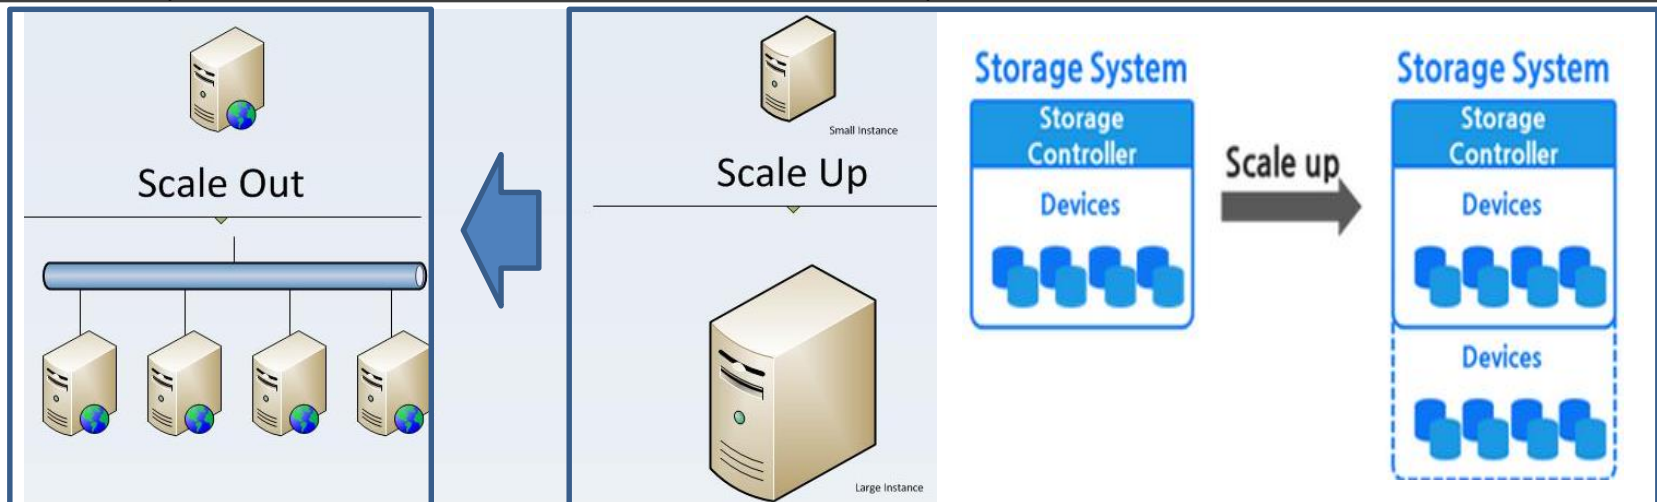 Scale Out
Small Instance
Scale Up
Large Instance
Storage System
Storage
Controller
Devices
Scale up
Storage System
Storage
Controller
Devices
Devices